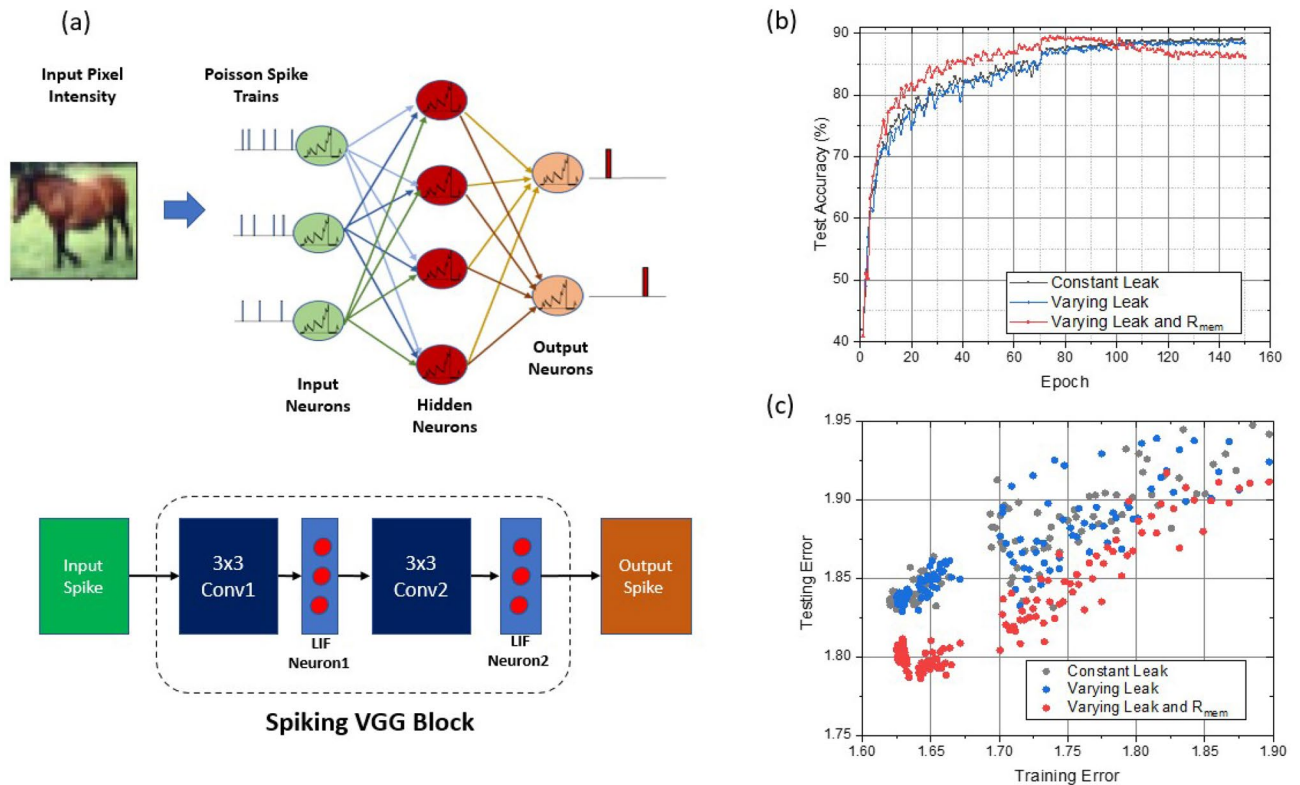 (a)
Input Pixel
Intensity
Poisson Spike
Trains
Input
Neurons
Hidden
Neurons
Output
Neurons
Input
Spike
3x3
Conv1
LIF
Neuron1
3x3
Conv2
LIF
Neuron2
Output
Spike
Spiking VGG Block
(b)
90
80
70
60
50
40
Test Accuracy (%)
Constant Leak
Varying Leak
Varying Leak and Rmem
0 20 40 60 80 100 120 140 160
Epoch
(c)
1.95
1.90
1.85
1.80
1.75
Testing Error
Constant Leak
Varying Leak
Varying Leak and Rmem
1.60 1.65 1.70 1.75 1.80 1.85 1.90
Training Error